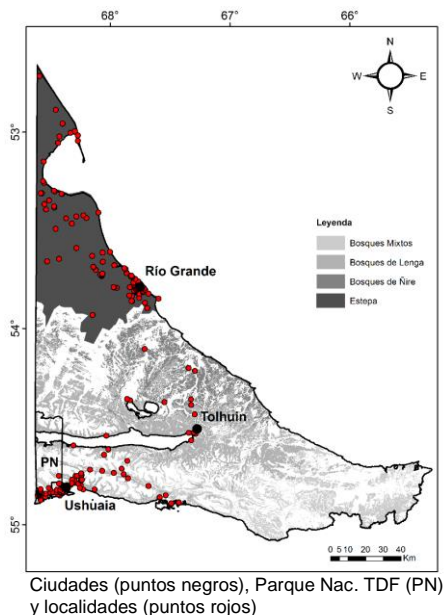 68°
67°
66°
N
W
E
S
53°
54°
55°
Leyenda
Bosques Mixtos
Bosques de Lenga
Bosques de Ñire
Estepa
Río Grande
Tolhuin
PN
Ushuaia
0 5 10 20 30 40
Km
Ciudades (puntos negros), Parque Nac. TDF (PN)
y localidades (puntos rojos)